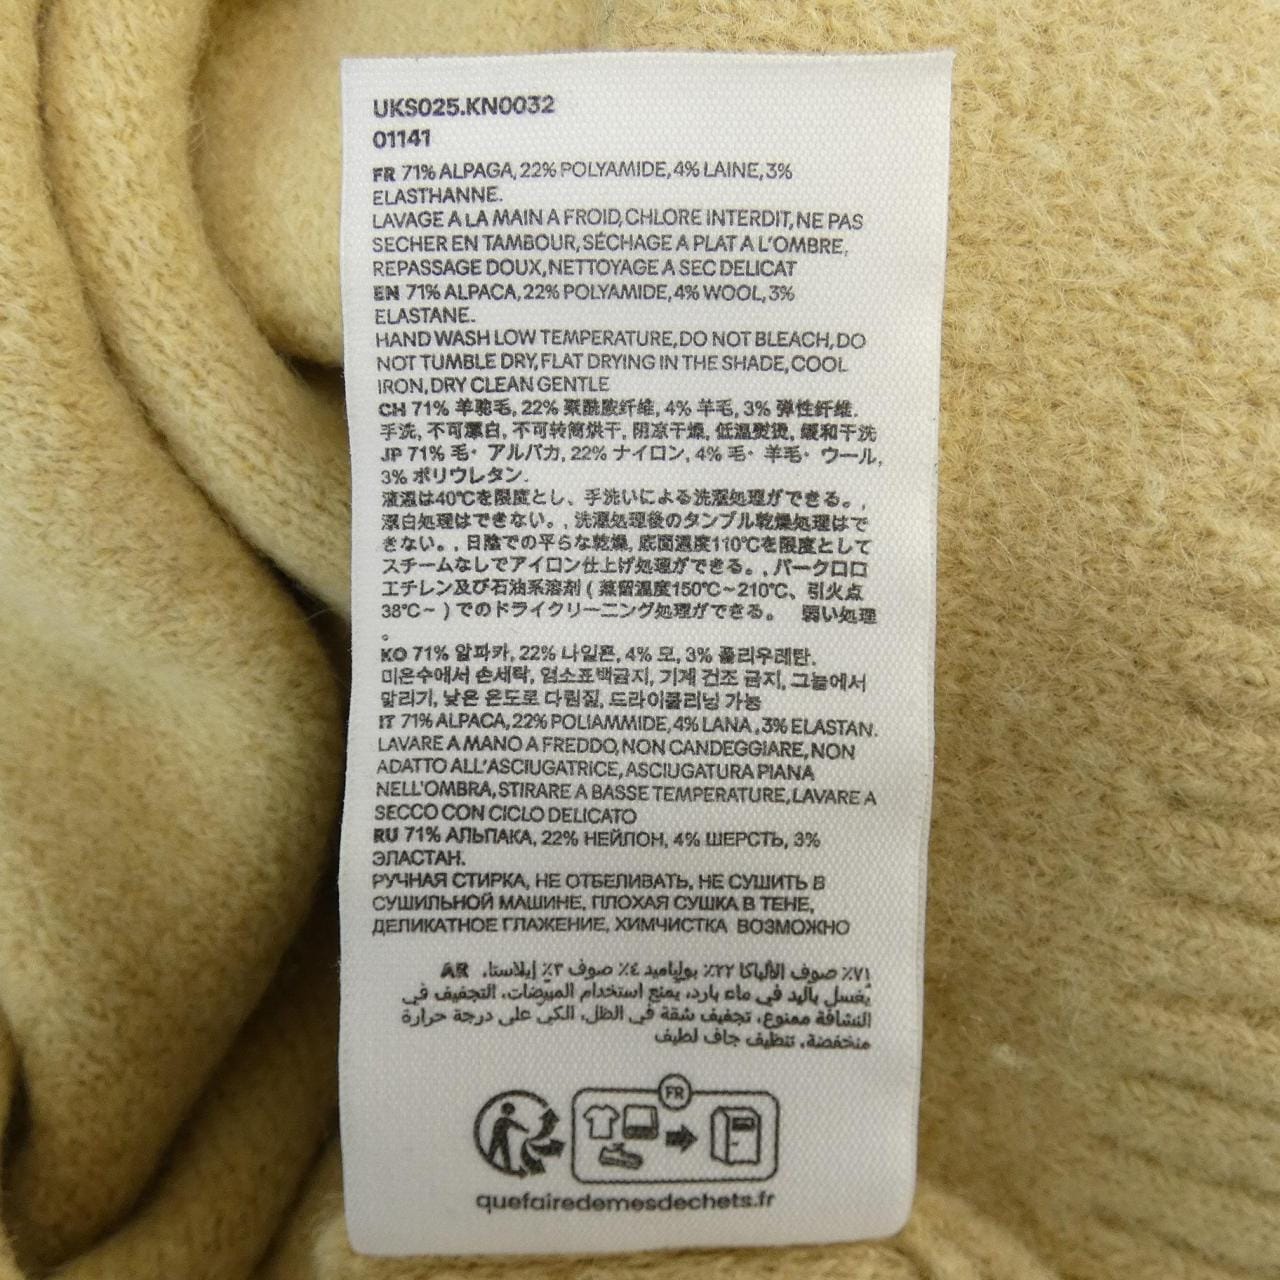 UKS025.KN0032
01141
FR 71% ALPAGA, 22% POLYAMIDE, 4% LAINE, 3%
ELASTHANNE.
LAVAGE A LA MAIN A FROID, CHLORE INTERDIT, NE PAS
SECHER EN TAMBOUR, SÉCHAGE A PLAT A L'OMBRE,
REPASSAGE DOUX, NETTOYAGE A SEC DELICAT
EN 71% ALPACA, 22% POLYAMIDE, 4% WOOL, 3%
ELASTANE.
HAND WASH LOW TEMPERATURE, DO NOT BLEACH, DO
NOT TUMBLE DRY, FLAT DRYING IN THE SHADE, COOL
IRON, DRY CLEAN GENTLE
CH 71% 羊驼毛, 22% 聚酰胺纤维, 4% 羊毛, 3% 弹性纤维.
手洗, 不可漂白, 不可转筒烘干, 阴凉干燥, 低温熨烫, 缓和干洗
JP 71% 毛・アルパカ, 22% ナイロン, 4% 毛・羊毛・ウール,
3% ポリウレタン.
液温は40℃を限度とし、手洗いによる洗濯処理ができる。,
漂白処理はできない。, 洗濯処理後のタンブル乾燥処理はで
きない。, 日陰での平らな乾燥, 底面温度110℃を限度として
スチームなしでアイロン仕上げ処理ができる。, パークロロ
エチレン及び石油系溶剤 ( 蒸留温度150℃~210℃、引火点
38℃~ ) でのドライクリーニング処理ができる。 弱い処理
。
KO 71% 알파카, 22% 나일론, 4% 모, 3% 폴리우레탄.
미온수에서 손세탁, 염소표백금지, 기계 건조 금지, 그늘에서
말리기, 낮은 온도로 다림질, 드라이클리닝 가능
IT 71% ALPACA, 22% POLIAMMIDE, 4% LANA , 3% ELASTAN.
LAVARE A MANO A FREDDO, NON CANDEGGIARE, NON
ADATTO ALL'ASCIUGATRICE, ASCIUGATURA PIANA
NELL'OMBRA, STIRARE A BASSE TEMPERATURE, LAVARE A
SECCO CON CICLO DELICATO
RU 71% АЛЬПАКА, 22% НЕЙЛОН, 4% ШЕРСТЬ, 3%
ЭЛАСТАН.
РУЧНАЯ СТИРКА, НЕ ОТБЕЛИВАТЬ, НЕ СУШИТЬ В
СУШИЛЬНОЙ МАШИНЕ, ПЛОХАЯ СУШКА В ТЕНЕ,
ДЕЛИКАТНОЕ ГЛАЖЕНИЕ, ХИМЧИСТКА ВОЗМОЖНО
٧١٪ صوف الألباكا ٢٢٪ بولياميد ٤٪ صوف ٣٪ إيلاستا. AR
يُغسل باليد في ماء بارد، يمنع استخدام المبيّضات، التجفيف في
النشافة ممنوع، تجفيف شقة في الظل، الكي على درجة حرارة
منخفضة، تنظيف جاف لطيف
FR
quefairedemesdechets.fr